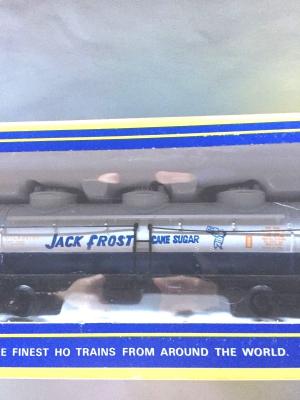 JACK FROST CANE SUGAR
E FINEST HO TRAINS FROM AROUND THE WORLD.